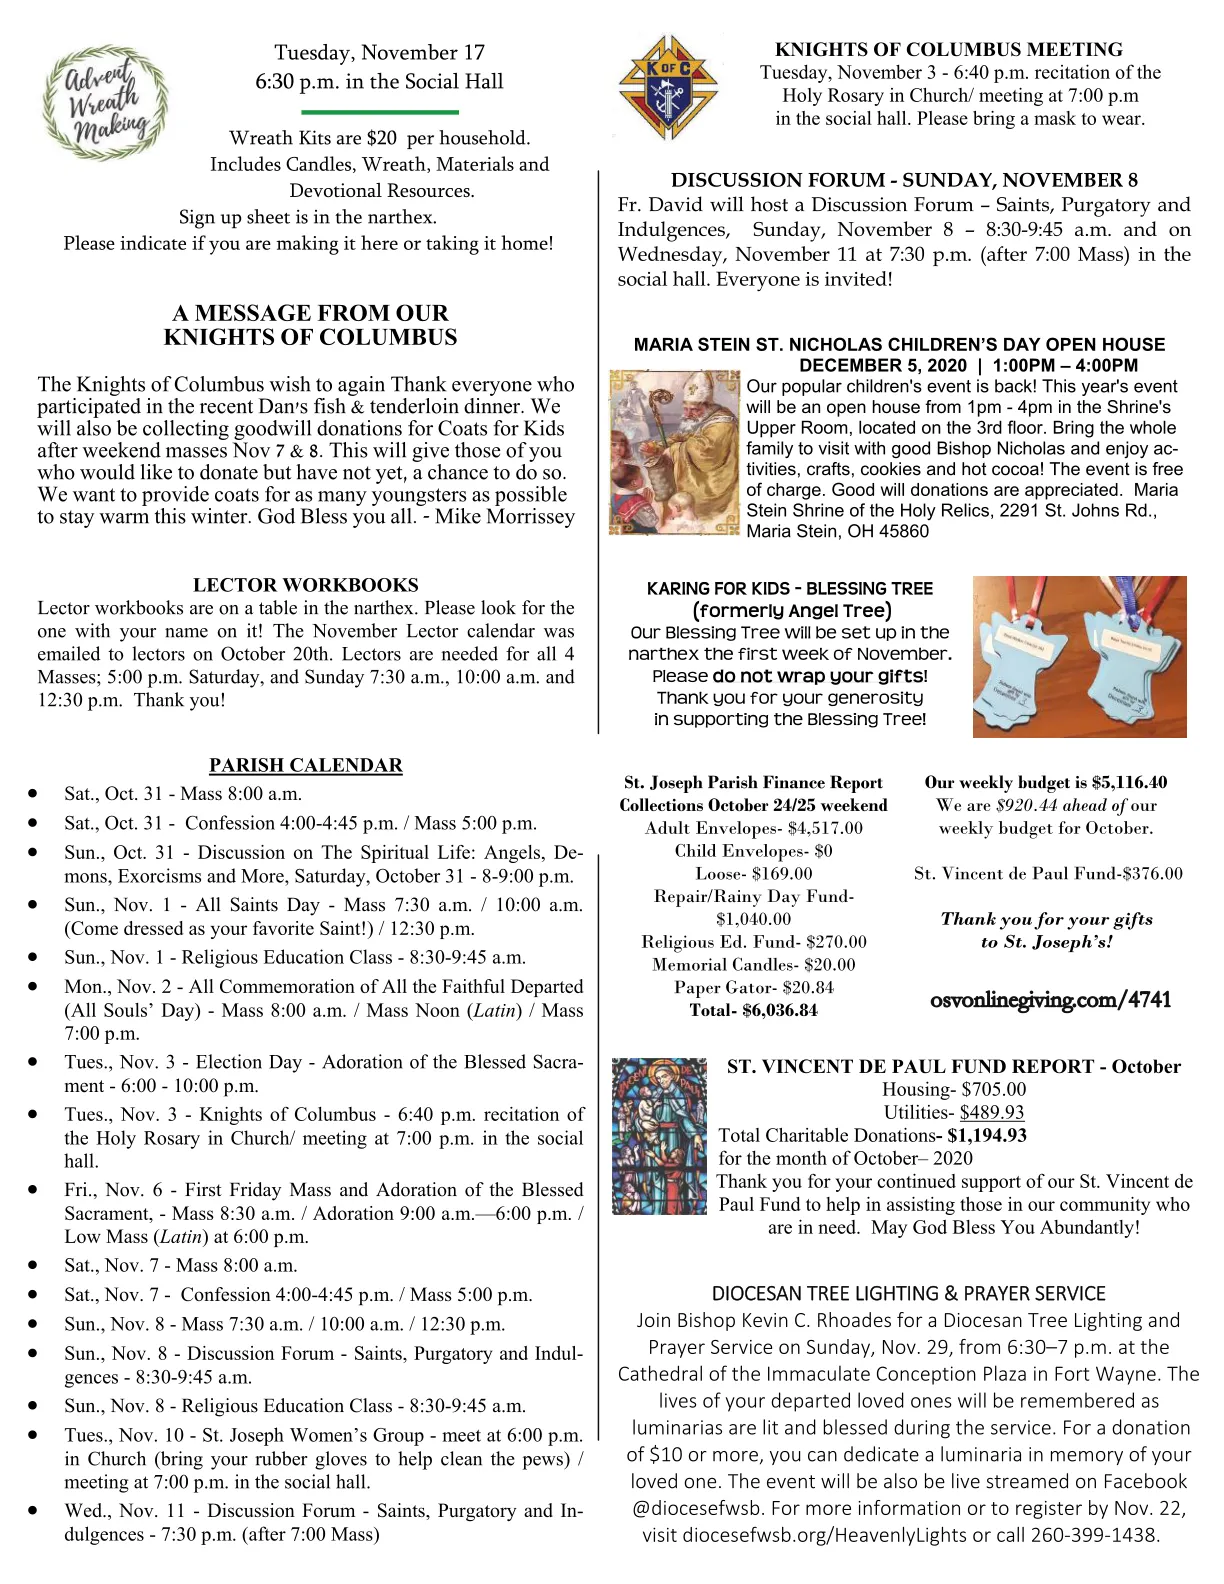 Advent
Wreath
Making
Tuesday, November 17
6:30 p.m. in the Social Hall
Wreath Kits are $20 per household.
Includes Candles, Wreath, Materials and
Devotional Resources.
Sign up sheet is in the narthex.
Please indicate if you are making it here or taking it home!
A MESSAGE FROM OUR
KNIGHTS OF COLUMBUS
The Knights of Columbus wish to again Thank everyone who
participated in the recent Dan's fish & tenderloin dinner. We
will also be collecting goodwill donations for Coats for Kids
after weekend masses Nov 7 & 8. This will give those of you
who would like to donate but have not yet, a chance to do so.
We want to provide coats for as many youngsters as possible
to stay warm this winter. God Bless you all. - Mike Morrissey
LECTOR WORKBOOKS
Lector workbooks are on a table in the narthex. Please look for the
one with your name on it! The November Lector calendar was
emailed to lectors on October 20th. Lectors are needed for all 4
Masses; 5:00 p.m. Saturday, and Sunday 7:30 a.m., 10:00 a.m. and
12:30 p.m. Thank you!
PARISH CALENDAR
• Sat., Oct. 31 - Mass 8:00 a.m.
• Sat., Oct. 31 - Confession 4:00-4:45 p.m. / Mass 5:00 p.m.
• Sun., Oct. 31 - Discussion on The Spiritual Life: Angels, De-
mons, Exorcisms and More, Saturday, October 31 - 8-9:00 p.m.
• Sun., Nov. 1 - All Saints Day - Mass 7:30 a.m. / 10:00 a.m.
(Come dressed as your favorite Saint!) / 12:30 p.m.
• Sun., Nov. 1 - Religious Education Class - 8:30-9:45 a.m.
• Mon., Nov. 2 - All Commemoration of All the Faithful Departed
(All Souls’ Day) - Mass 8:00 a.m. / Mass Noon (Latin) / Mass
7:00 p.m.
• Tues., Nov. 3 - Election Day - Adoration of the Blessed Sacra-
ment - 6:00 - 10:00 p.m.
• Tues., Nov. 3 - Knights of Columbus - 6:40 p.m. recitation of
the Holy Rosary in Church/ meeting at 7:00 p.m. in the social
hall.
• Fri., Nov. 6 - First Friday Mass and Adoration of the Blessed
Sacrament, - Mass 8:30 a.m. / Adoration 9:00 a.m.—6:00 p.m. /
Low Mass (Latin) at 6:00 p.m.
• Sat., Nov. 7 - Mass 8:00 a.m.
• Sat., Nov. 7 - Confession 4:00-4:45 p.m. / Mass 5:00 p.m.
• Sun., Nov. 8 - Mass 7:30 a.m. / 10:00 a.m. / 12:30 p.m.
• Sun., Nov. 8 - Discussion Forum - Saints, Purgatory and Indul-
gences - 8:30-9:45 a.m.
• Sun., Nov. 8 - Religious Education Class - 8:30-9:45 a.m.
• Tues., Nov. 10 - St. Joseph Women’s Group - meet at 6:00 p.m.
in Church (bring your rubber gloves to help clean the pews) /
meeting at 7:00 p.m. in the social hall.
• Wed., Nov. 11 - Discussion Forum - Saints, Purgatory and In-
dulgences - 7:30 p.m. (after 7:00 Mass)
K OF C
KNIGHTS OF COLUMBUS MEETING
Tuesday, November 3 - 6:40 p.m. recitation of the
Holy Rosary in Church/ meeting at 7:00 p.m
in the social hall. Please bring a mask to wear.
DISCUSSION FORUM - SUNDAY, NOVEMBER 8
Fr. David will host a Discussion Forum – Saints, Purgatory and
Indulgences, Sunday, November 8 – 8:30-9:45 a.m. and on
Wednesday, November 11 at 7:30 p.m. (after 7:00 Mass) in the
social hall. Everyone is invited!
MARIA STEIN ST. NICHOLAS CHILDREN’S DAY OPEN HOUSE
DECEMBER 5, 2020 | 1:00PM – 4:00PM
Our popular children's event is back! This year's event
will be an open house from 1pm - 4pm in the Shrine's
Upper Room, located on the 3rd floor. Bring the whole
family to visit with good Bishop Nicholas and enjoy ac-
tivities, crafts, cookies and hot cocoa! The event is free
of charge. Good will donations are appreciated. Maria
Stein Shrine of the Holy Relics, 2291 St. Johns Rd.,
Maria Stein, OH 45860
KARING FOR KIDS - BLESSING TREE
(formerly Angel Tree)
Our Blessing Tree will be set up in the
narthex the first week of November.
Please do not wrap your gifts!
Thank you for your generosity
in supporting the Blessing Tree!
St. Joseph Parish Finance Report
Collections October 24/25 weekend
Adult Envelopes- $4,517.00
Child Envelopes- $0
Loose- $169.00
Repair/Rainy Day Fund-
$1,040.00
Religious Ed. Fund- $270.00
Memorial Candles- $20.00
Paper Gator- $20.84
Total- $6,036.84
Our weekly budget is $5,116.40
We are $920.44 ahead of our
weekly budget for October.
St. Vincent de Paul Fund-$376.00
Thank you for your gifts
to St. Joseph’s!
osvonlinegiving.com/4741
ST. VINCENT DE PAUL FUND REPORT - October
Housing- $705.00
Utilities- $489.93
Total Charitable Donations- $1,194.93
for the month of October– 2020
Thank you for your continued support of our St. Vincent de
Paul Fund to help in assisting those in our community who
are in need. May God Bless You Abundantly!
DIOCESAN TREE LIGHTING & PRAYER SERVICE
Join Bishop Kevin C. Rhoades for a Diocesan Tree Lighting and
Prayer Service on Sunday, Nov. 29, from 6:30–7 p.m. at the
Cathedral of the Immaculate Conception Plaza in Fort Wayne. The
lives of your departed loved ones will be remembered as
luminarias are lit and blessed during the service. For a donation
of $10 or more, you can dedicate a luminaria in memory of your
loved one. The event will be also be live streamed on Facebook
@diocesefwsb. For more information or to register by Nov. 22,
visit diocesefwsb.org/HeavenlyLights or call 260-399-1438.